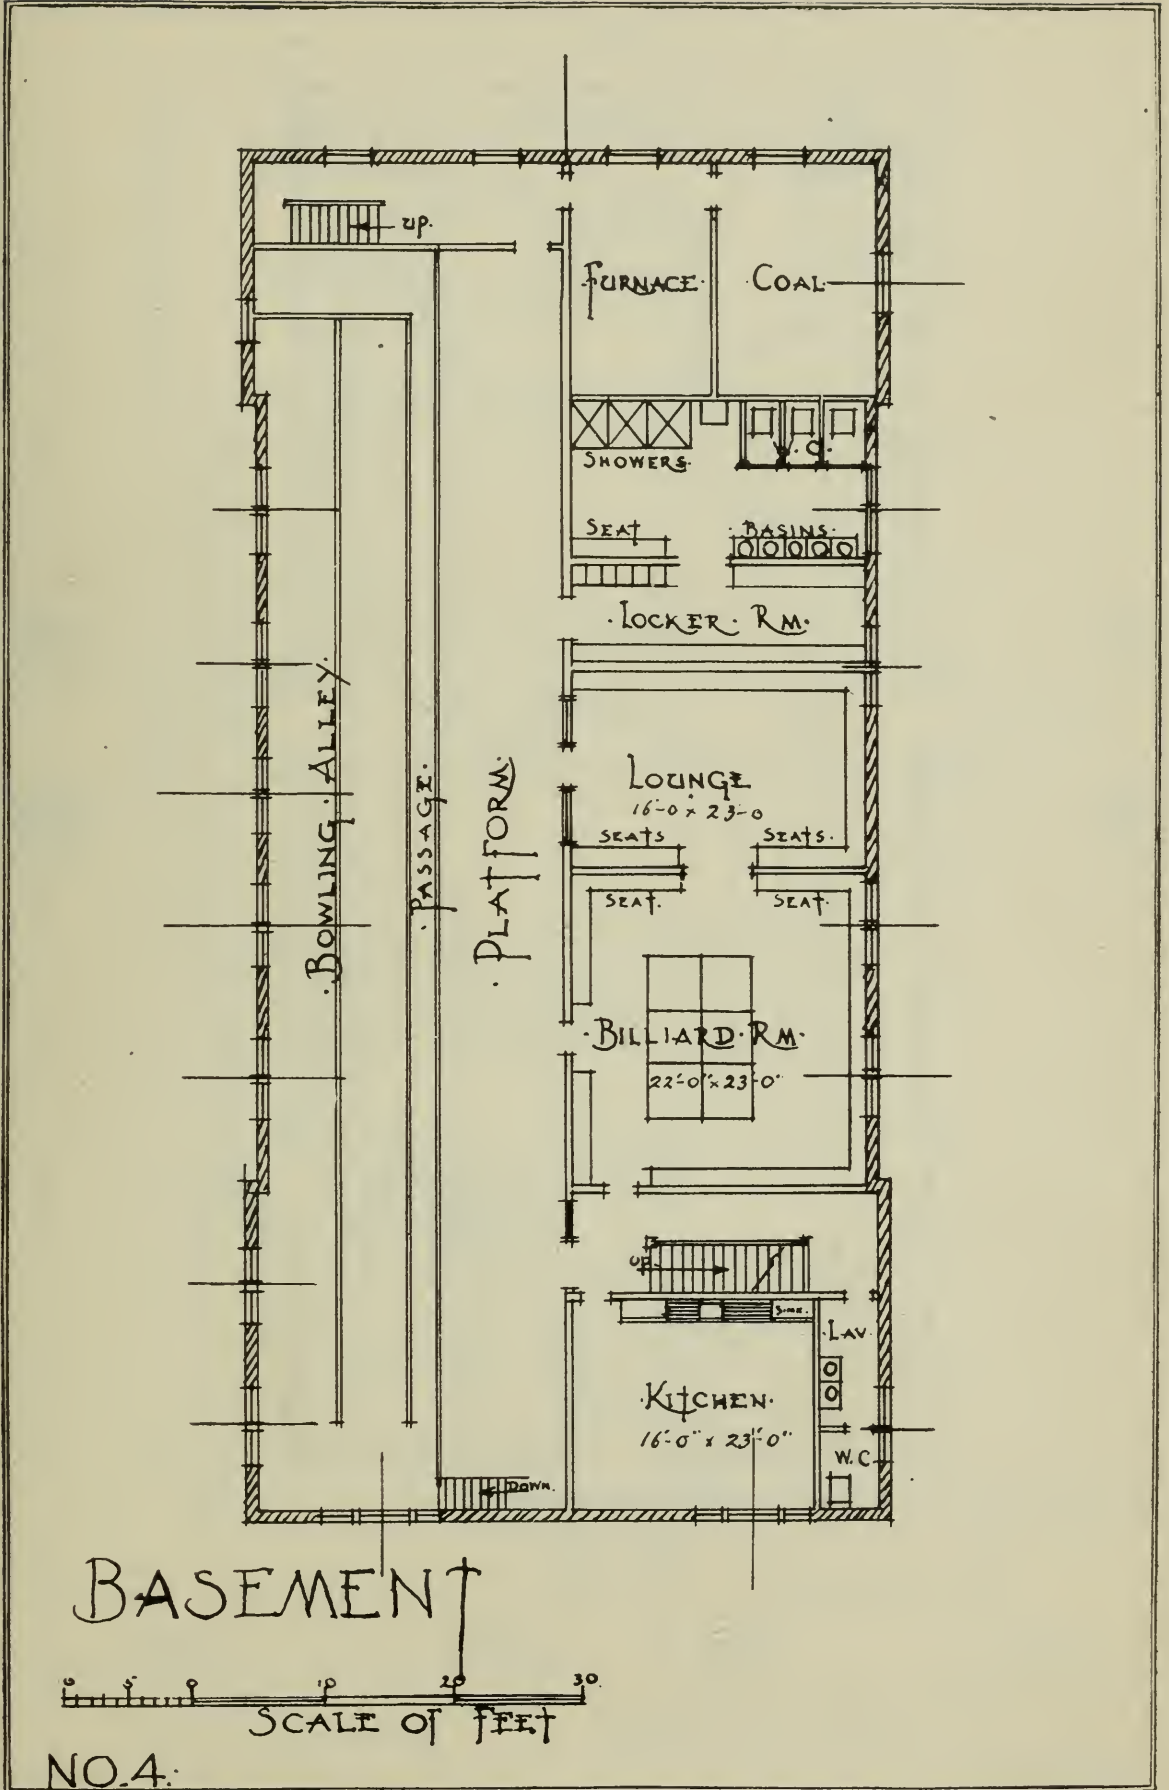 UP.
FURNACE.
COAL.
W.C.
SHOWERS.
SEAT
BASINS.
LOCKER. RM.
LOUNGE
16'-0 x 23'-0
SEATS
SEATS.
SEAT.
SEAT.
BOWLING. ALLEY.
PASSAGE.
PLATFORM.
BILLIARD. RM.
22'-0" x 23'-0"
UP.
SINK.
LAV.
KITCHEN.
16'-0" x 23'-0"
W.C.
DOWN.
BASEMENT
5 0 10 20 30
SCALE OF FEET
NO.4.